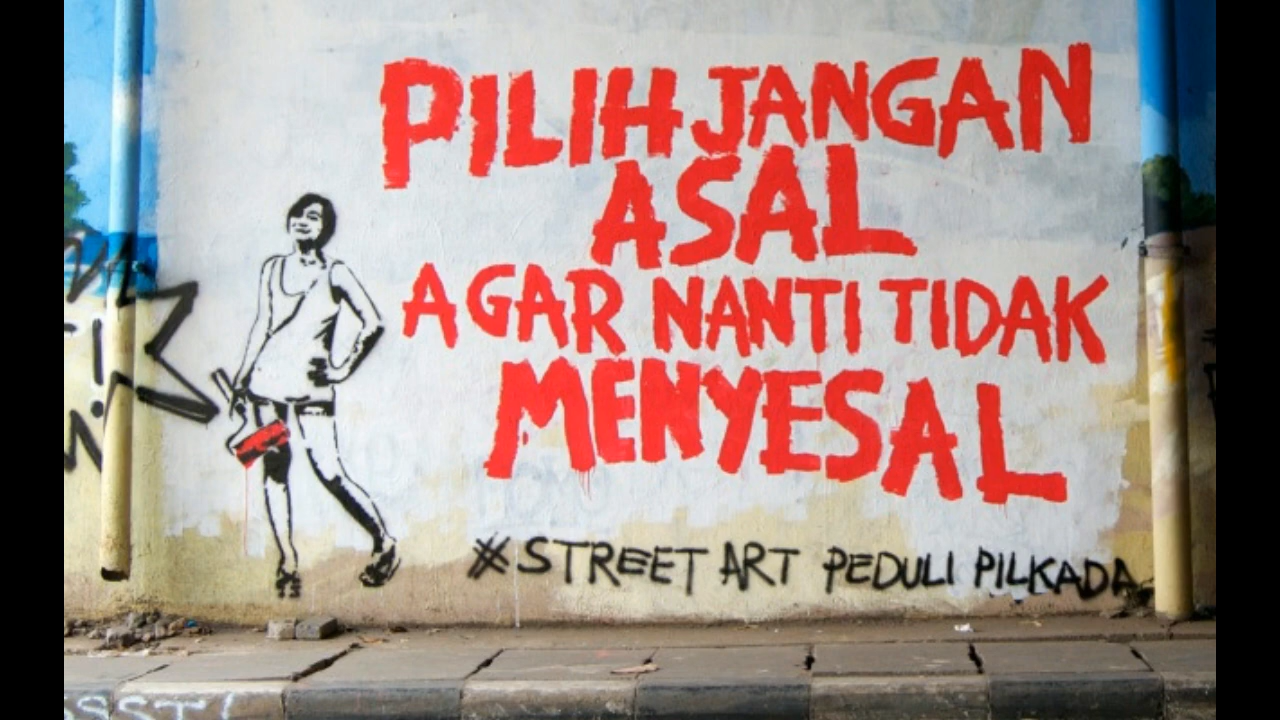 PILIH JANGAN
ASAL
AGAR NANTI TIDAK
MENYESAL
#STREET ART PEDULI PILKADA